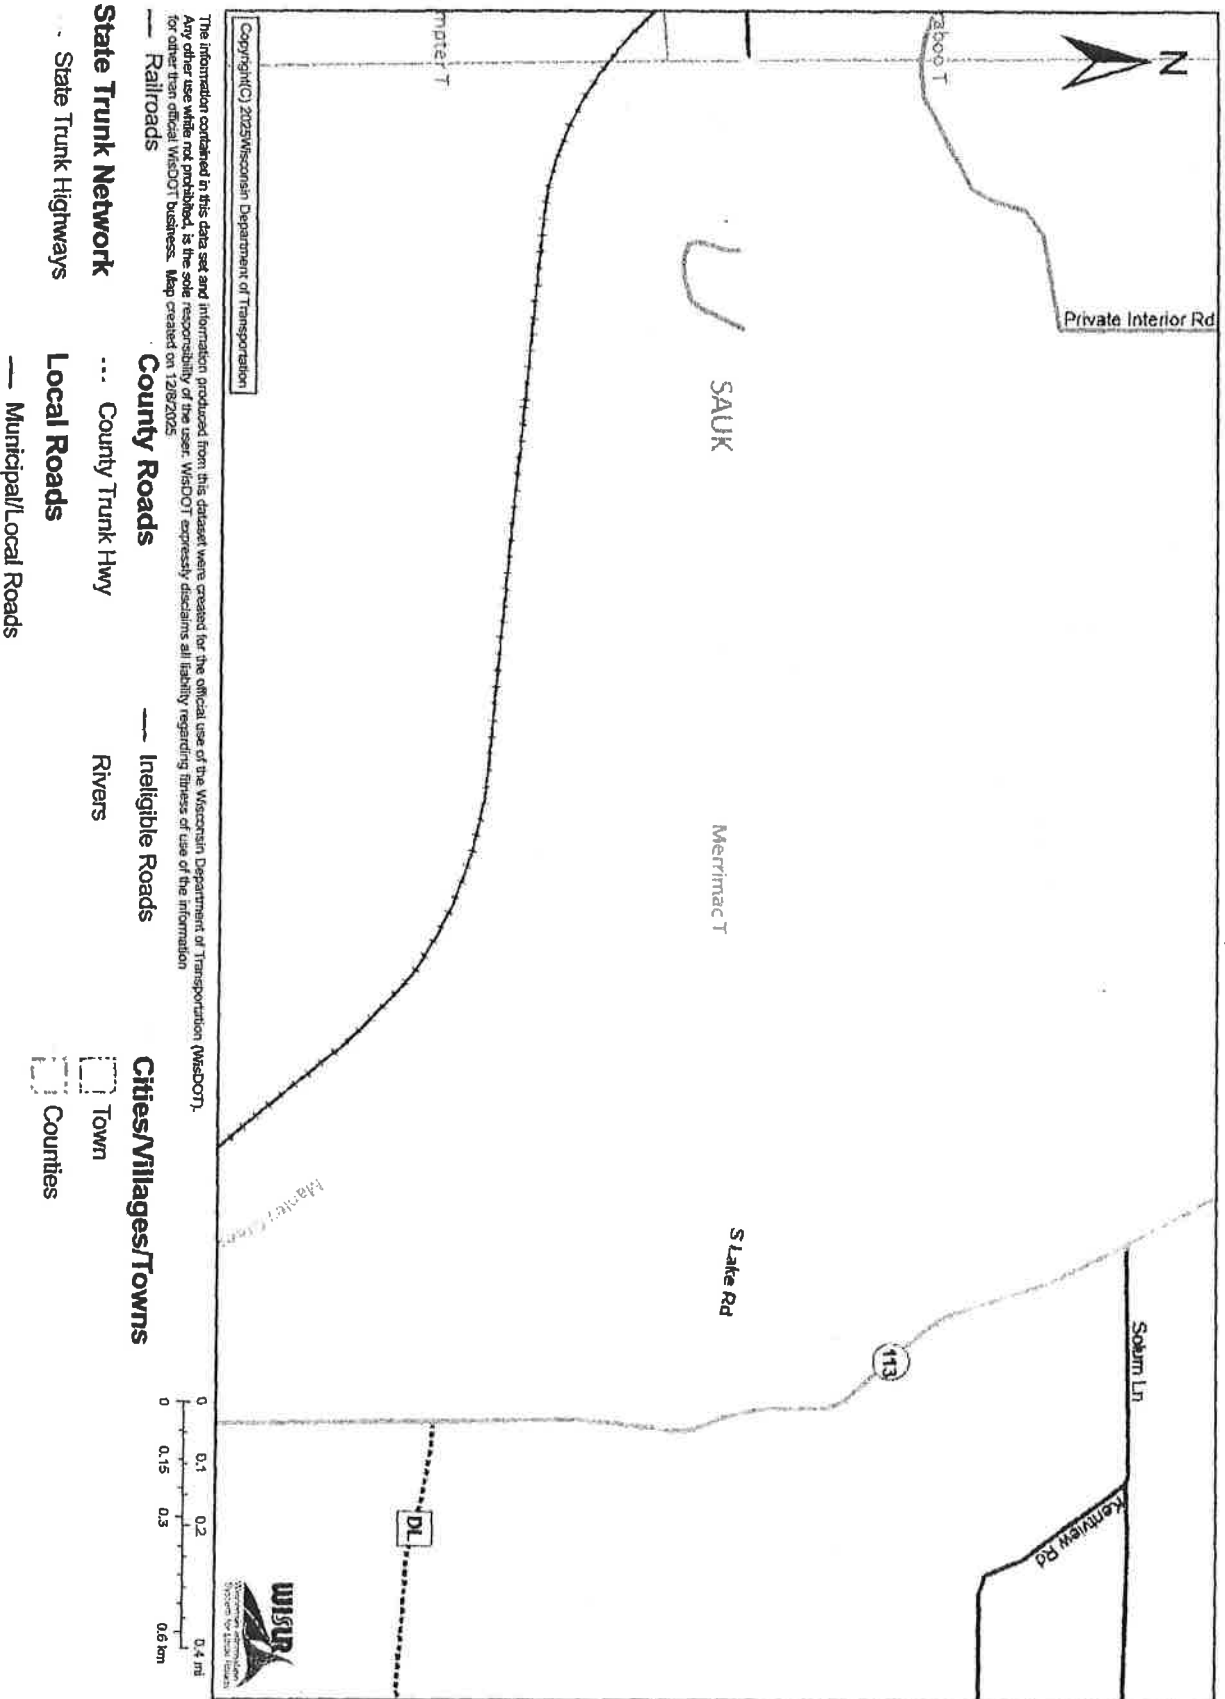 N
Private Interior Rd
SAUK
Merrimac T
S Lake Rd
113
Solum Ln
Kentview Rd
DL
WISLR
Copyright(C) 2025Wisconsin Department of Transportation
The information contained in this data set and information produced from this dataset were created for the official use of the Wisconsin Department of Transportation (WisDOT).
Any other use while not prohibited, is the sole responsibility of the user. WisDOT expressly disclaims all liability regarding fitness of use of the information
for other than official WisDOT business. Map created on 12/8/2025
0 0.1 0.2 0.4 mi
0 0.15 0.3 0.6 km
Railroads
State Trunk Network
State Trunk Highways
County Roads
County Trunk Hwy
Local Roads
Municipal/Local Roads
Ineligible Roads
Rivers
Cities/Villages/Towns
Town
Counties